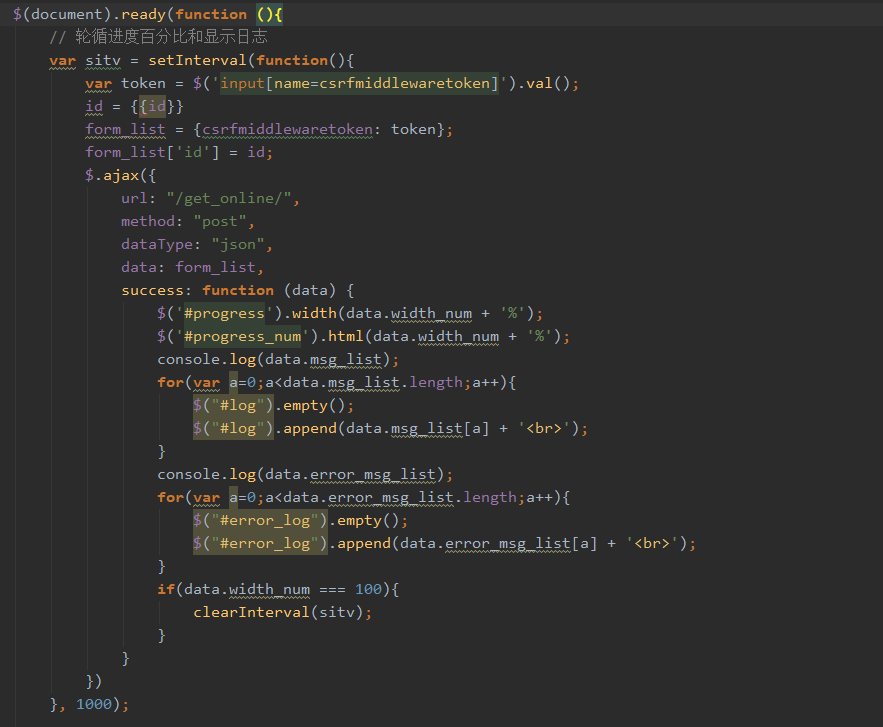 $(document).ready(function (){
// 轮循进度百分比和显示日志
var sitv = setInterval(function(){
var token = $('input[name=csrfmiddlewaretoken]').val();
id = {{id}}
form_list = {csrfmiddlewaretoken: token};
form_list['id'] = id;
$.ajax({
url: "/get_online/",
method: "post",
dataType: "json",
data: form_list,
success: function (data) {
$('#progress').width(data.width_num + '%');
$('#progress_num').html(data.width_num + '%');
console.log(data.msg_list);
for(var a=0;a<data.msg_list.length;a++){
$("#log").empty();
$("#log").append(data.msg_list[a] + '<br>');
}
console.log(data.error_msg_list);
for(var a=0;a<data.error_msg_list.length;a++){
$("#error_log").empty();
$("#error_log").append(data.error_msg_list[a] + '<br>');
}
if(data.width_num === 100){
clearInterval(sitv);
}
}
})
}, 1000);